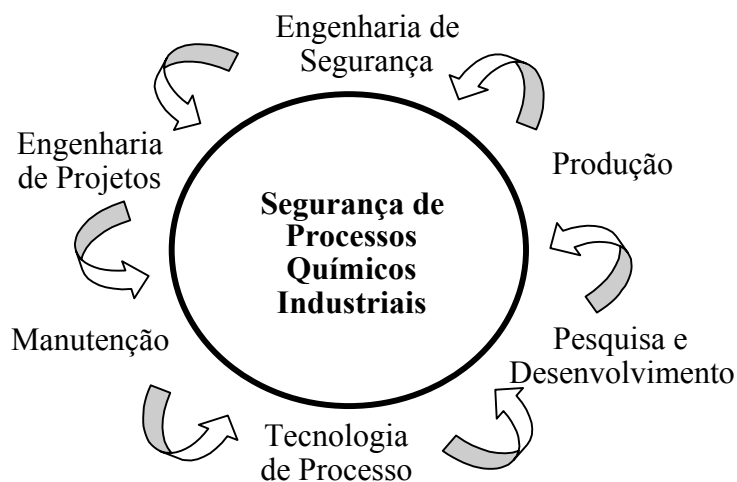 Engenharia de
Segurança
Engenharia
de Projetos
Produção
Segurança de
Processos
Químicos
Industriais
Manutenção
Pesquisa e
Desenvolvimento
Tecnologia
de Processo